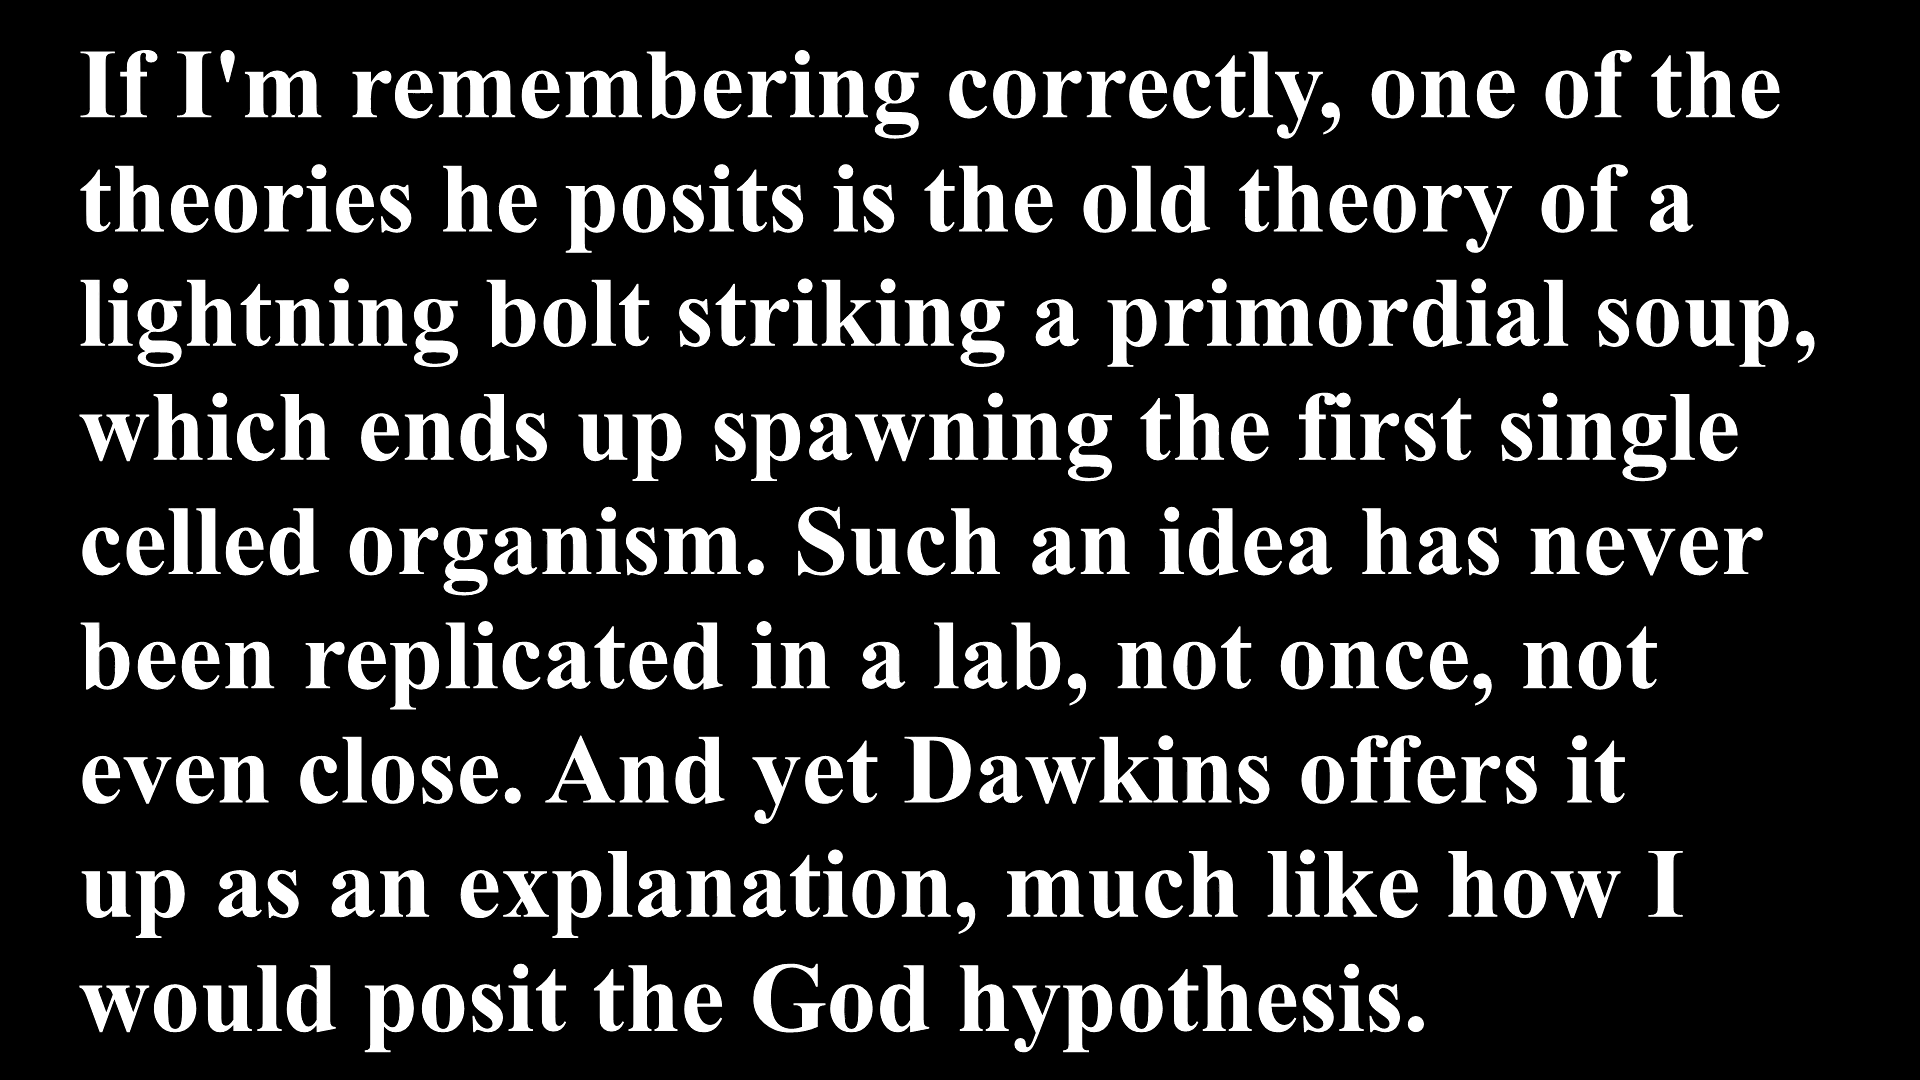 If I'm remembering correctly, one of the
theories he posits is the old theory of a
lightning bolt striking a primordial soup,
which ends up spawning the first single
celled organism. Such an idea has never
been replicated in a lab, not once, not
even close. And yet Dawkins offers it
up as an explanation, much like how I
would posit the God hypothesis.